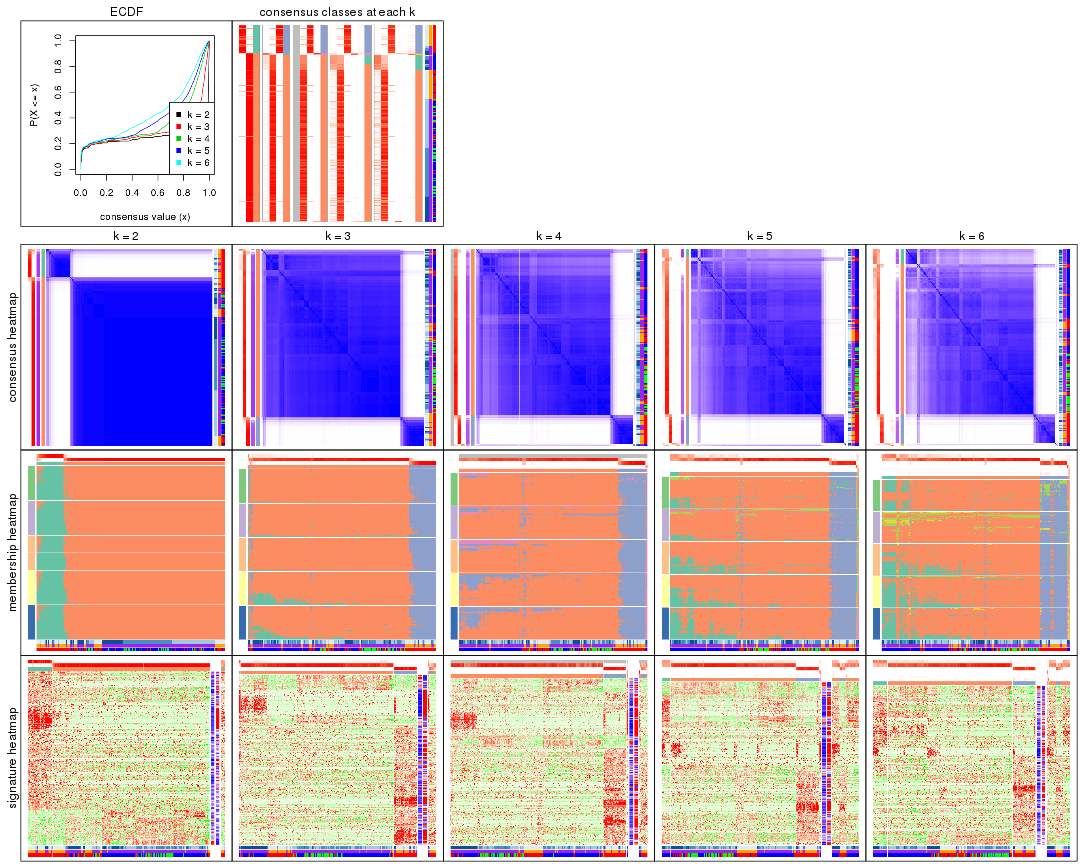 ECDF
consensus classes at each k
P(X <= x)
0.0
0.2
0.4
0.6
0.8
1.0
k = 2
k = 3
k = 4
k = 5
k = 6
0.0 0.2 0.4 0.6 0.8 1.0
consensus value (x)
k = 2
k = 3
k = 4
k = 5
k = 6
consensus heatmap
membership heatmap
signature heatmap